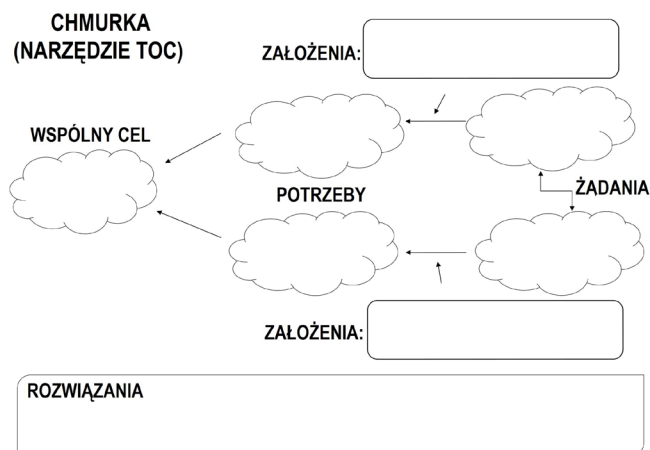 CHMURKA
(NARZĘDZIE TOC)
ZAŁOŻENIA:
WSPÓLNY CEL
POTRZEBY
ŻĄDANIA
ZAŁOŻENIA:
ROZWIĄZANIA